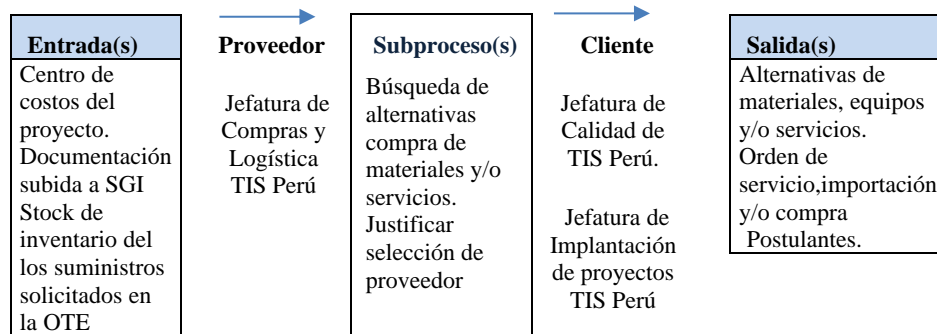 Entrada(s)
Centro de
costos del
proyecto.
Documentación
subida a SGI
Stock de
inventario del
los suministros
solicitados en
la OTE
Proveedor
Jefatura de
Compras y
Logística
TIS Perú
Subproceso(s)
Búsqueda de
alternativas
compra de
materiales y/o
servicios.
Justificar
selección de
proveedor
Cliente
Jefatura de
Calidad de
TIS Perú.
Jefatura de
Implantación
de proyectos
TIS Perú
Salida(s)
Alternativas de
materiales, equipos
y/o servicios.
Orden de
servicio,importación
y/o compra
Postulantes.